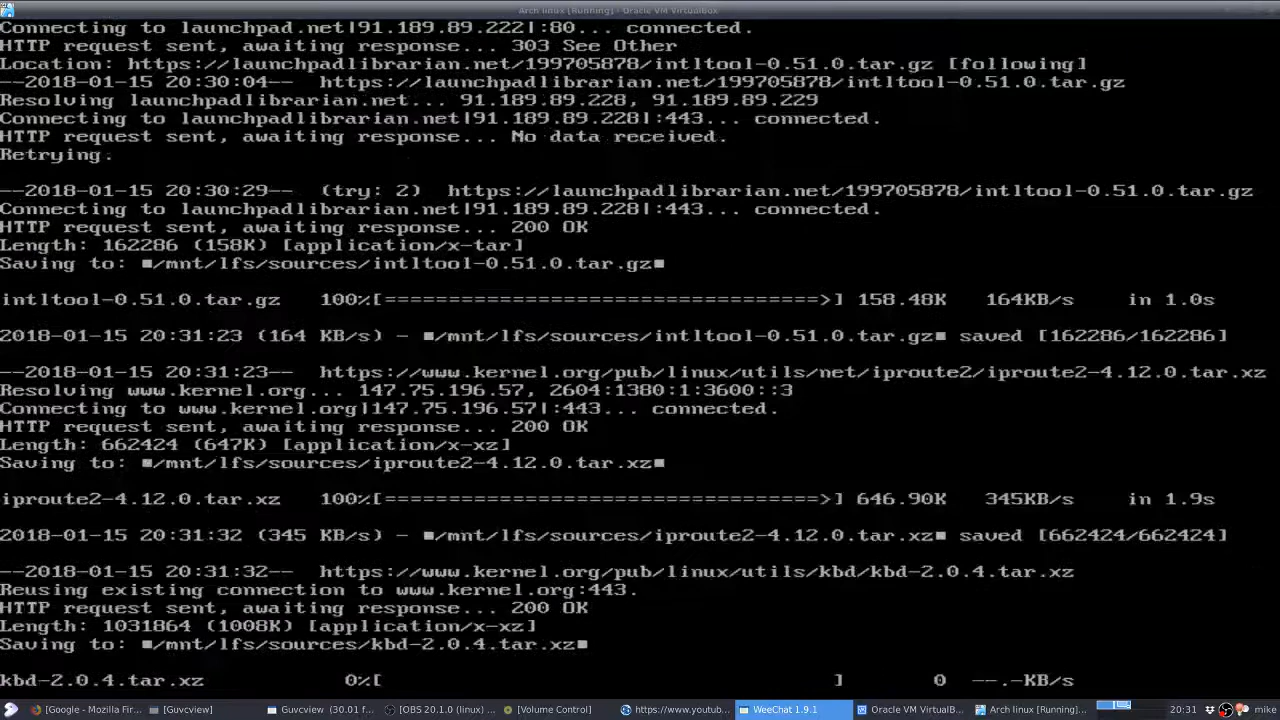 Arch linux [Running] - Oracle VM VirtualBox
Connecting to launchpad.net|91.189.89.222|:80... connected.
HTTP request sent, awaiting response... 303 See Other
Location: https://launchpadlibrarian.net/199705878/intltool-0.51.0.tar.gz [following]
--2018-01-15 20:30:04--  https://launchpadlibrarian.net/199705878/intltool-0.51.0.tar.gz
Resolving launchpadlibrarian.net... 91.189.89.228, 91.189.89.229
Connecting to launchpadlibrarian.net|91.189.89.228|:443... connected.
HTTP request sent, awaiting response... No data received.
Retrying.
--2018-01-15 20:30:29--  (try: 2)  https://launchpadlibrarian.net/199705878/intltool-0.51.0.tar.gz
Connecting to launchpadlibrarian.net|91.189.89.228|:443... connected.
HTTP request sent, awaiting response... 200 OK
Length: 162286 (158K) [application/x-tar]
Saving to: ■/mnt/lfs/sources/intltool-0.51.0.tar.gz■
intltool-0.51.0.tar.gz   100%[==================================>] 158.48K   164KB/s    in 1.0s
2018-01-15 20:31:23 (164 KB/s) - ■/mnt/lfs/sources/intltool-0.51.0.tar.gz■ saved [162286/162286]
--2018-01-15 20:31:23--  https://www.kernel.org/pub/linux/utils/net/iproute2/iproute2-4.12.0.tar.xz
Resolving www.kernel.org... 147.75.196.57, 2604:1380:1:3600::3
Connecting to www.kernel.org|147.75.196.57|:443... connected.
HTTP request sent, awaiting response... 200 OK
Length: 662424 (647K) [application/x-xz]
Saving to: ■/mnt/lfs/sources/iproute2-4.12.0.tar.xz■
iproute2-4.12.0.tar.xz   100%[==================================>] 646.90K   345KB/s    in 1.9s
2018-01-15 20:31:32 (345 KB/s) - ■/mnt/lfs/sources/iproute2-4.12.0.tar.xz■ saved [662424/662424]
--2018-01-15 20:31:32--  https://www.kernel.org/pub/linux/utils/kbd/kbd-2.0.4.tar.xz
Reusing existing connection to www.kernel.org:443.
HTTP request sent, awaiting response... 200 OK
Length: 1031864 (1008K) [application/x-xz]
Saving to: ■/mnt/lfs/sources/kbd-2.0.4.tar.xz■
kbd-2.0.4.tar.xz           0%[                                    ]       0  --.-KB/s
[Google - Mozilla Fir... [Guvcview] Guvcview (30.01 f... [OBS 20.1.0 (linux) ... [Volume Control] https://www.youtub... WeeChat 1.9.1 Oracle VM VirtualB... Arch linux [Running]... 20:31 mike